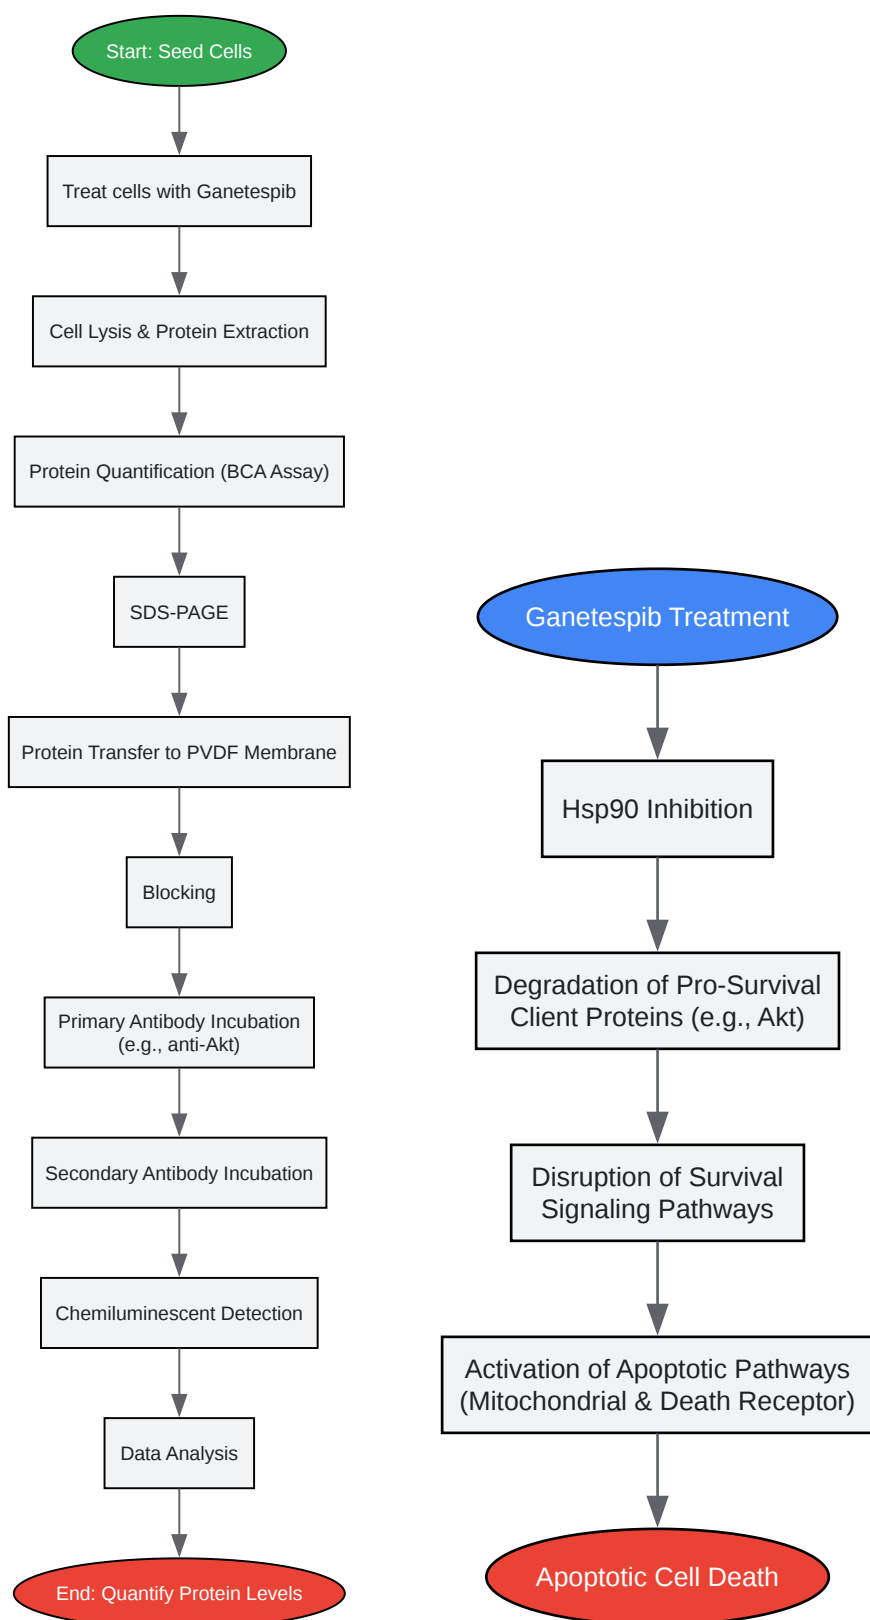 Start: Seed Cells
Treat cells with Ganetespib
Cell Lysis & Protein Extraction
Protein Quantification (BCA Assay)
SDS-PAGE
Protein Transfer to PVDF Membrane
Blocking
Primary Antibody Incubation
(e.g., anti-Akt)
Secondary Antibody Incubation
Chemiluminescent Detection
Data Analysis
End: Quantify Protein Levels
Ganetespib Treatment
Hsp90 Inhibition
Degradation of Pro-Survival
Client Proteins (e.g., Akt)
Disruption of Survival
Signaling Pathways
Activation of Apoptotic Pathways
(Mitochondrial & Death Receptor)
Apoptotic Cell Death